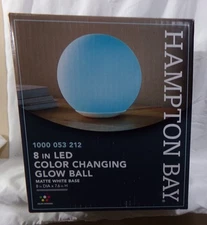 HAMPTON BAY
1000 053 212
8 IN LED
COLOR CHANGING
GLOW BALL
MATTE WHITE BASE